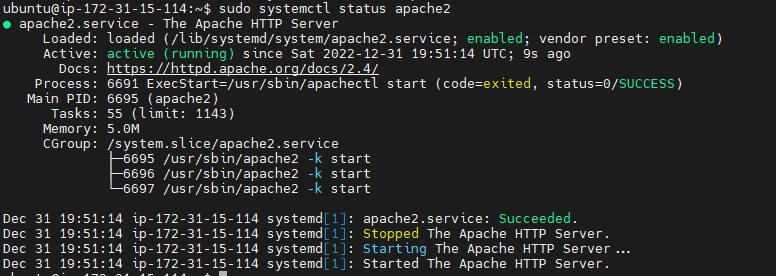 ubuntu@ip-172-31-15-114:~$ sudo systemctl status apache2
● apache2.service - The Apache HTTP Server
     Loaded: loaded (/lib/systemd/system/apache2.service; enabled; vendor preset: enabled)
     Active: active (running) since Sat 2022-12-31 19:51:14 UTC; 9s ago
       Docs: https://httpd.apache.org/docs/2.4/
    Process: 6691 ExecStart=/usr/sbin/apachectl start (code=exited, status=0/SUCCESS)
   Main PID: 6695 (apache2)
      Tasks: 55 (limit: 1143)
     Memory: 5.0M
     CGroup: /system.slice/apache2.service
             ├─6695 /usr/sbin/apache2 -k start
             ├─6696 /usr/sbin/apache2 -k start
             └─6697 /usr/sbin/apache2 -k start
Dec 31 19:51:14 ip-172-31-15-114 systemd[1]: apache2.service: Succeeded.
Dec 31 19:51:14 ip-172-31-15-114 systemd[1]: Stopped The Apache HTTP Server.
Dec 31 19:51:14 ip-172-31-15-114 systemd[1]: Starting The Apache HTTP Server...
Dec 31 19:51:14 ip-172-31-15-114 systemd[1]: Started The Apache HTTP Server.